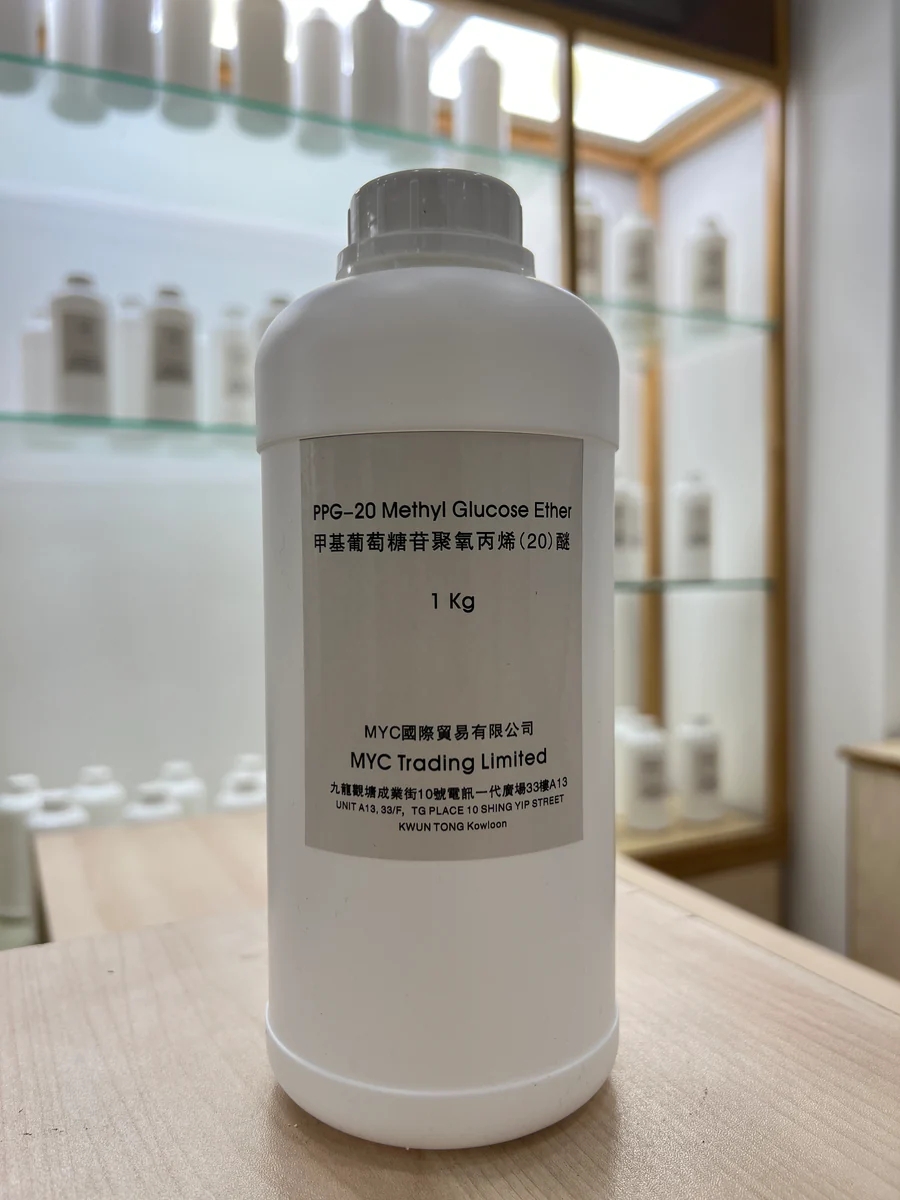 PPG-20 Methyl Glucose Ether
甲基葡萄糖苷聚氧丙烯(20)醚
1 Kg
MYC國際貿易有限公司
MYC Trading Limited
九龍觀塘成業街10號電訊一代廣場33樓A13
UNIT A13, 33/F, TG PLACE 10 SHING YIP STREET
KWUN TONG Kowloon